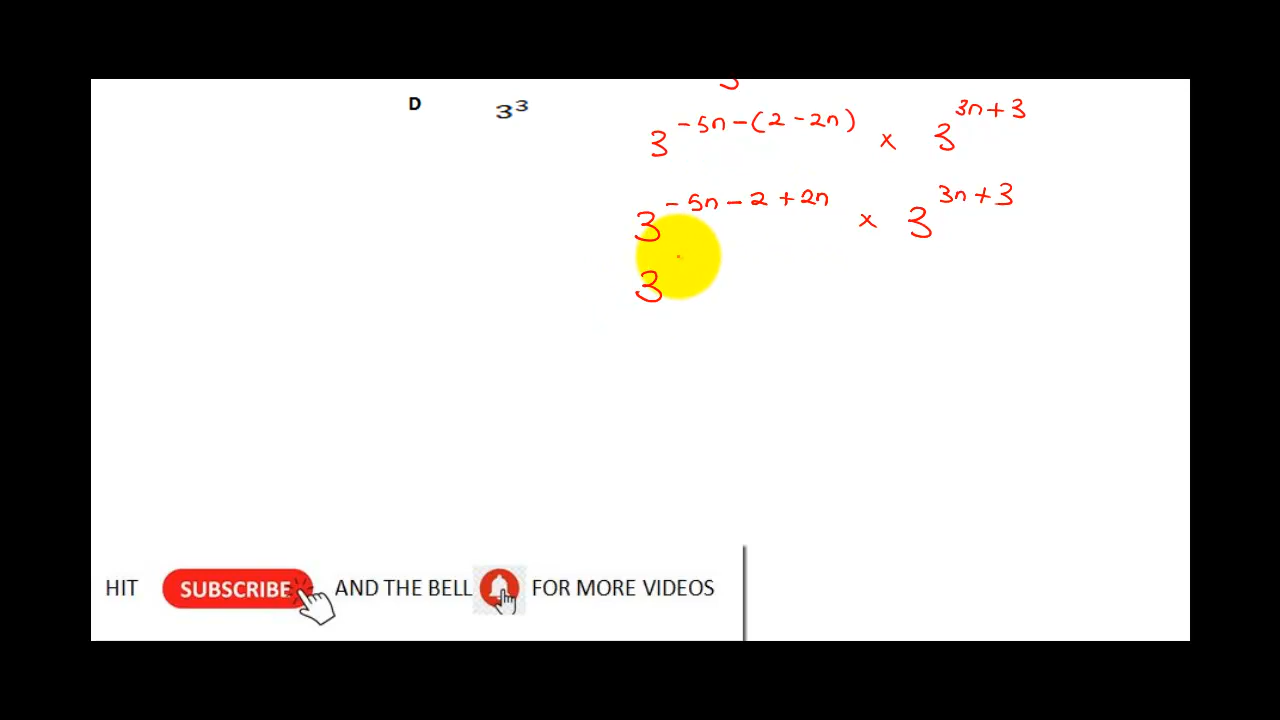 D 3³
3^{-5n-(2-2n)} × 3^{3n+3}
3^{-5n-2+2n} × 3^{3n+3}
3
HIT SUBSCRIBE AND THE BELL FOR MORE VIDEOS